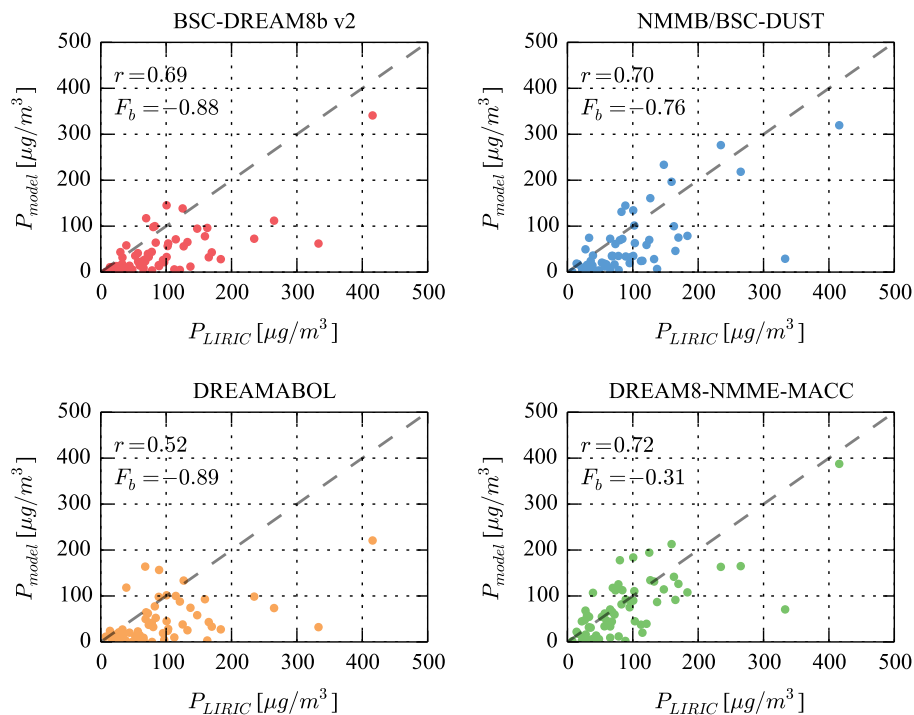 BSC-DREAM8b v2
r=0.69
F_b=−0.88
500
400
300
200
100
0
0 100 200 300 400 500
P_model [μg/m³]
P_LIRIC [μg/m³]
NMMB/BSC-DUST
r=0.70
F_b=−0.76
500
400
300
200
100
0
0 100 200 300 400 500
P_model [μg/m³]
P_LIRIC [μg/m³]
DREAMABOL
r=0.52
F_b=−0.89
500
400
300
200
100
0
0 100 200 300 400 500
P_model [μg/m³]
P_LIRIC [μg/m³]
DREAM8-NMME-MACC
r=0.72
F_b=−0.31
500
400
300
200
100
0
0 100 200 300 400 500
P_model [μg/m³]
P_LIRIC [μg/m³]